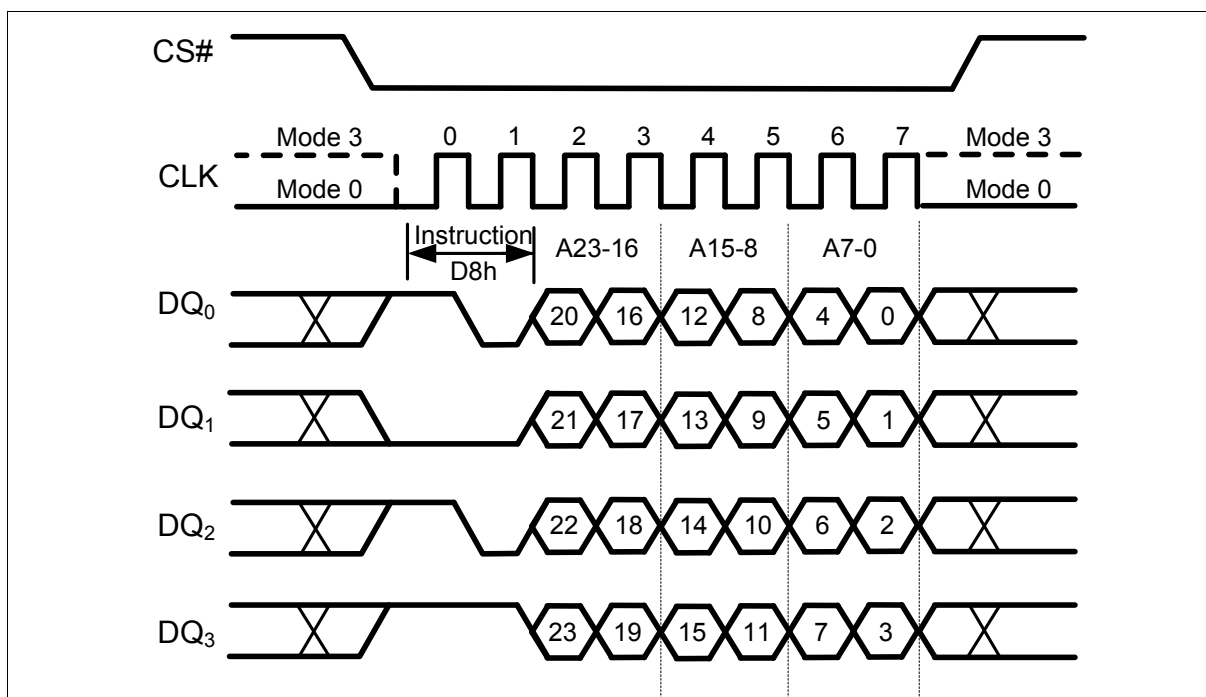 CS#
Mode 3 0 1 2 3 4 5 6 7 Mode 3
CLK
Mode 0 Mode 0
Instruction A23-16 A15-8 A7-0
D8h
DQ0 20 16 12 8 4 0
DQ1 21 17 13 9 5 1
DQ2 22 18 14 10 6 2
DQ3 23 19 15 11 7 3